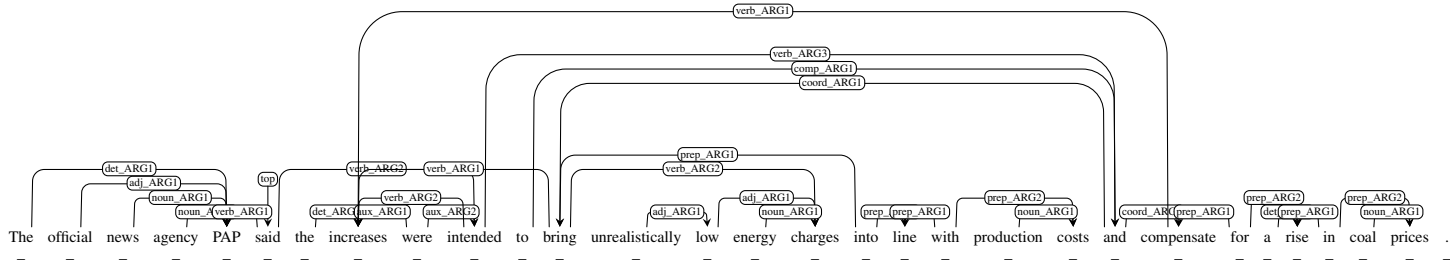 verb_ARG1
verb_ARG3
comp_ARG1
coord_ARG1
prep_ARG1
det_ARG1 verb_ARG2 verb_ARG1 verb_ARG2
adj_ARG1 top
noun_ARG1 verb_ARG2 adj_ARG1 prep_ARG2 prep_ARG2 prep_ARG2
verb_ARG1 aux_ARG1 aux_ARG2 adj_ARG1 noun_ARG1 prep_ARG1 noun_ARG1 prep_ARG1 prep_ARG1 noun_ARG1
The official news agency PAP said the increases were intended to bring unrealistically low energy charges into line with production costs and compensate for a rise in coal prices .
_ _ _ _ _ _ _ _ _ _ _ _ _ _ _ _ _ _ _ _ _ _ _ _ _ _ _ _ _ _